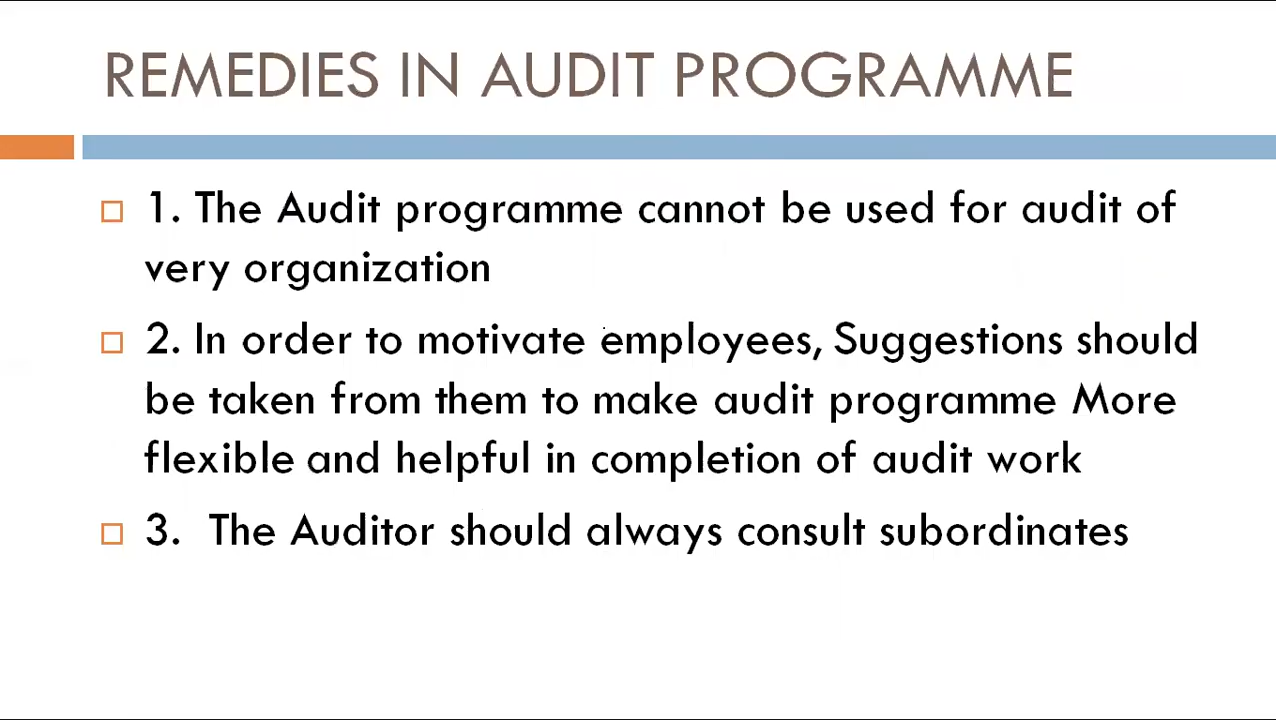 REMEDIES IN AUDIT PROGRAMME
1. The Audit programme cannot be used for audit of
very organization
2. In order to motivate employees, Suggestions should
be taken from them to make audit programme More
flexible and helpful in completion of audit work
3. The Auditor should always consult subordinates